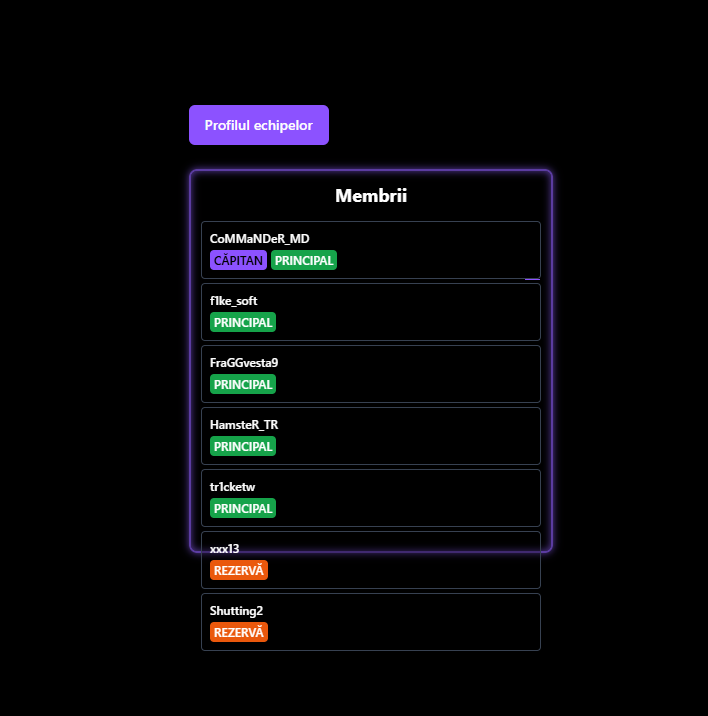 Profilul echipelor
Membrii
CoMMaNDeR_MD
CĂPITAN PRINCIPAL
f1ke_soft
PRINCIPAL
FraGGvesta9
PRINCIPAL
HamsteR_TR
PRINCIPAL
tr1cketw
PRINCIPAL
xxx13
REZERVĂ
Shutting2
REZERVĂ